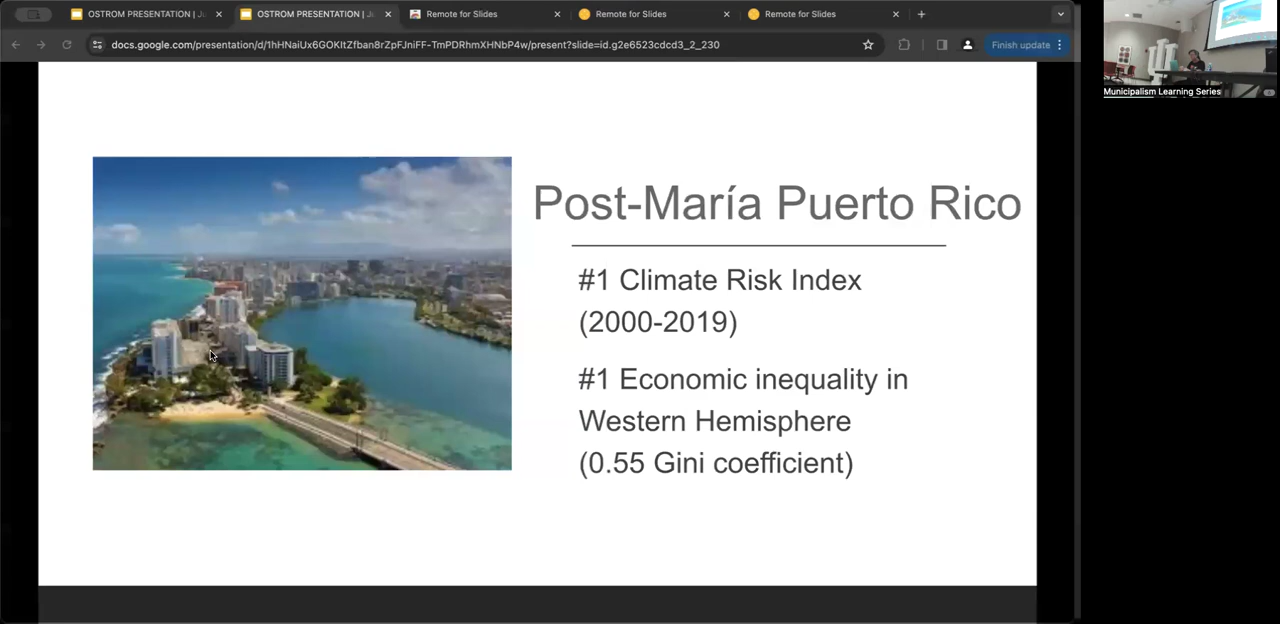 OSTROM PRESENTATION | Ju
OSTROM PRESENTATION | Ju
Remote for Slides
Remote for Slides
Remote for Slides
docs.google.com/presentation/d/1hHNaiUx6GOKItZfban8rZpFJniFF-TmPDRhmXHNbP4w/present?slide=id.g2e6523cdcd3_2_230
Finish update
Municipalism Learning Series
Post-María Puerto Rico
#1 Climate Risk Index
(2000-2019)
#1 Economic inequality in
Western Hemisphere
(0.55 Gini coefficient)